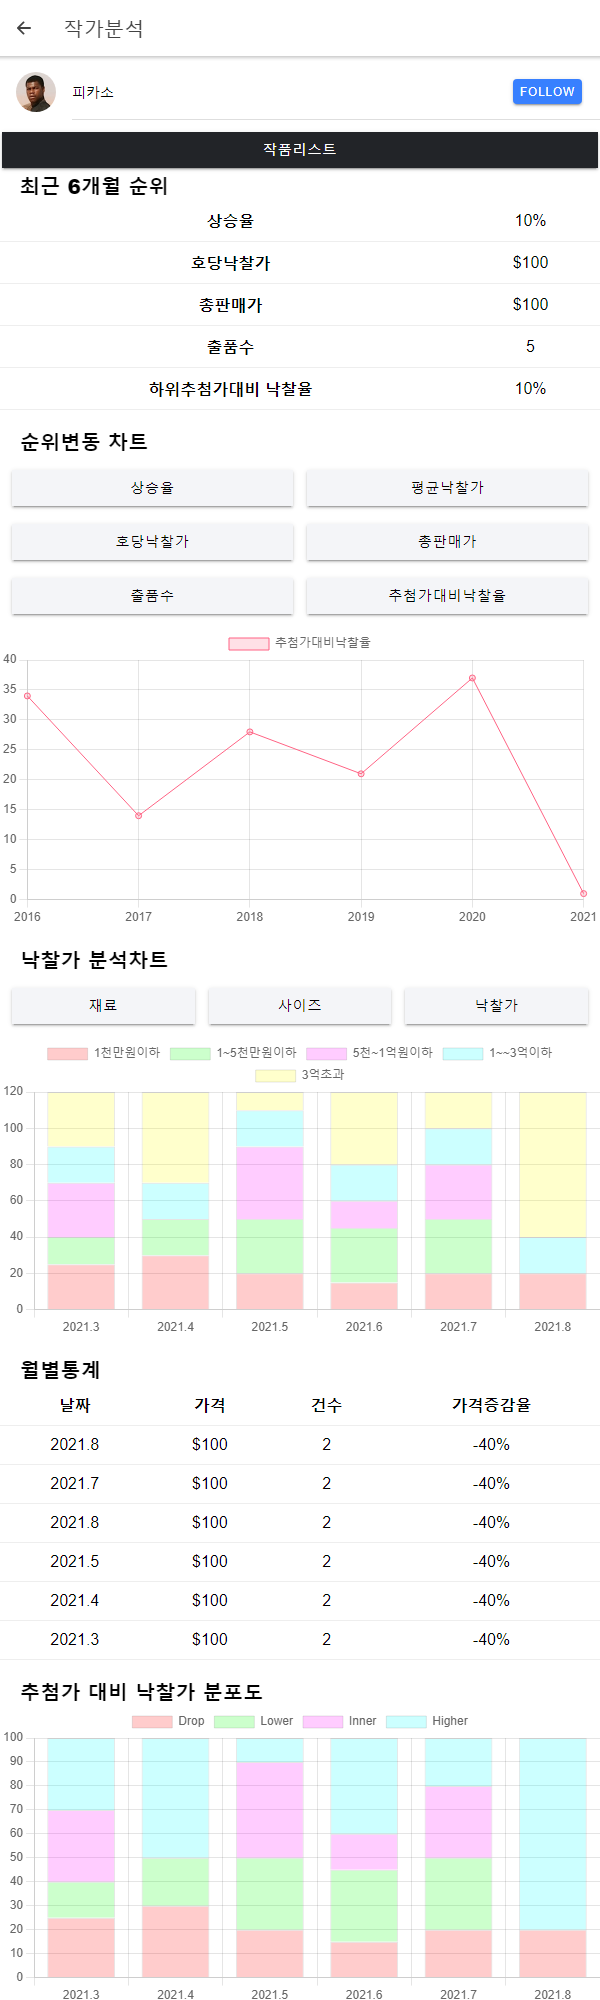 작가분석
피카소
FOLLOW
작품리스트
최근 6개월 순위
상승율 10%
호당낙찰가 $100
총판매가 $100
출품수 5
하위추첨가대비 낙찰율 10%
순위변동 차트
상승율 평균낙찰가
호당낙찰가 총판매가
출품수 추첨가대비낙찰율
추첨가대비낙찰율
40
35
30
25
20
15
10
5
0
2016 2017 2018 2019 2020 2021
낙찰가 분석차트
재료 사이즈 낙찰가
1천만원이하 1~5천만원이하 5천~1억원이하 1~~3억이하
3억초과
120
100
80
60
40
20
0
2021.3 2021.4 2021.5 2021.6 2021.7 2021.8
월별통계
날짜 가격 건수 가격증감율
2021.8 $100 2 -40%
2021.7 $100 2 -40%
2021.8 $100 2 -40%
2021.5 $100 2 -40%
2021.4 $100 2 -40%
2021.3 $100 2 -40%
추첨가 대비 낙찰가 분포도
Drop Lower Inner Higher
100
90
80
70
60
50
40
30
20
10
0
2021.3 2021.4 2021.5 2021.6 2021.7 2021.8